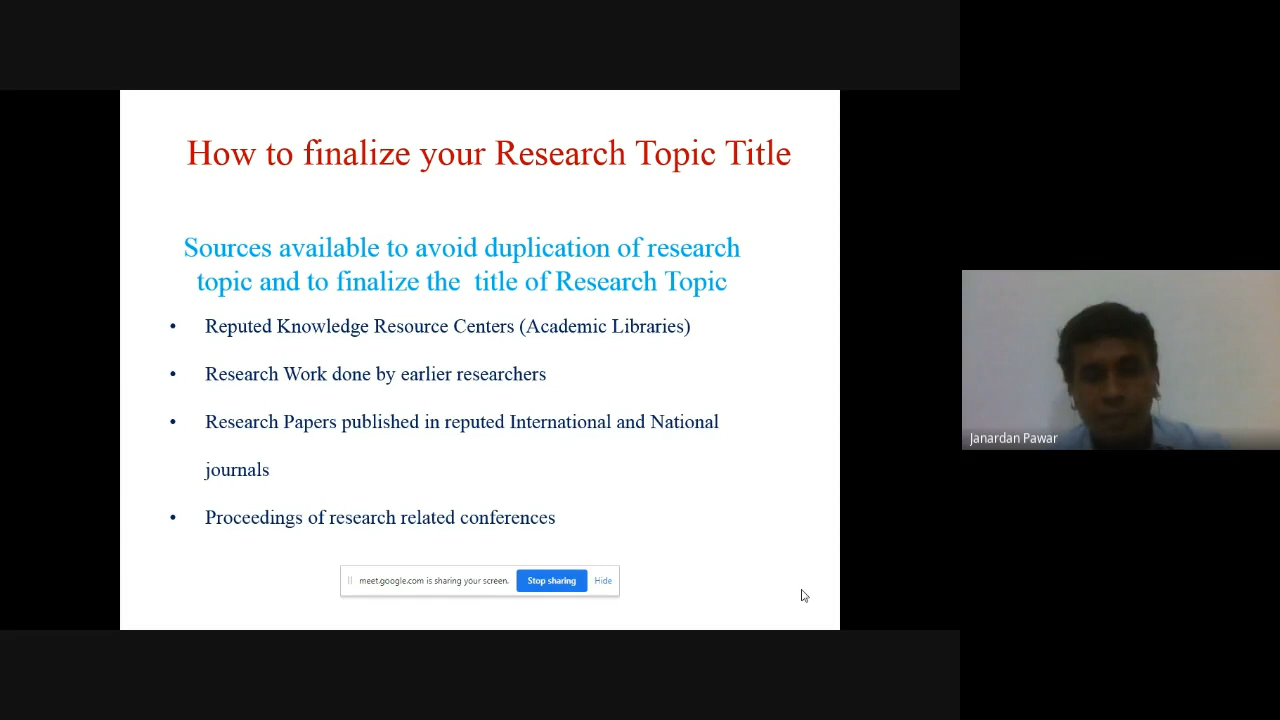 How to finalize your Research Topic Title
Sources available to avoid duplication of research
topic and to finalize the title of Research Topic
• Reputed Knowledge Resource Centers (Academic Libraries)
• Research Work done by earlier researchers
• Research Papers published in reputed International and National
journals
• Proceedings of research related conferences
meet.google.com is sharing your screen. Stop sharing Hide
Janardan Pawar